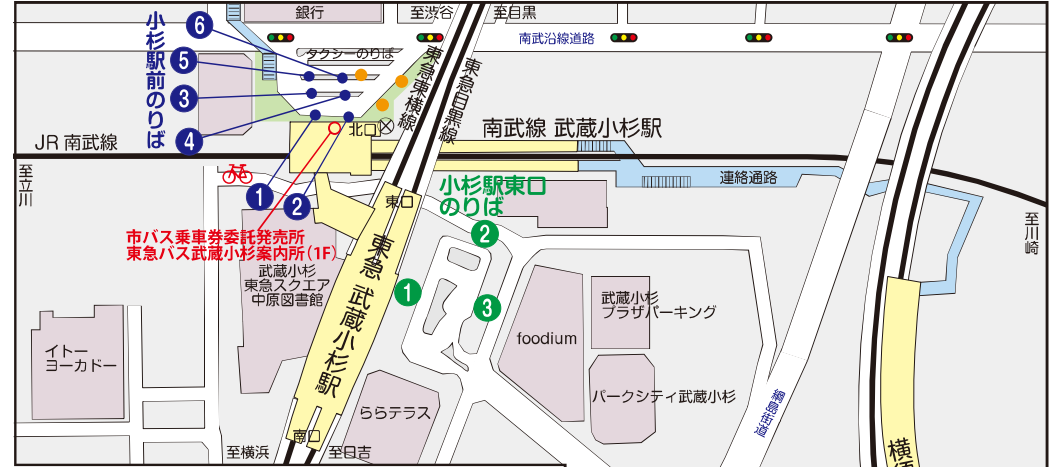 銀行
至渋谷
至目黒
小杉駅前のりば
6
南武沿線道路
タクシーのりば
5
3
4
東急東横線
東急目黒線
北口
JR 南武線
南武線 武蔵小杉駅
連絡通路
至立川
1
2
東口
小杉駅東口
のりば
2
至川崎
市バス乗車券委託発売所
東急バス武蔵小杉案内所(1F)
武蔵小杉
東急スクエア
中原図書館
東急 武蔵小杉駅
1
3
武蔵小杉
プラザパーキング
foodium
イトー
ヨーカドー
パークシティ武蔵小杉
綱島街道
ららテラス
南口
至横浜
至日吉
横